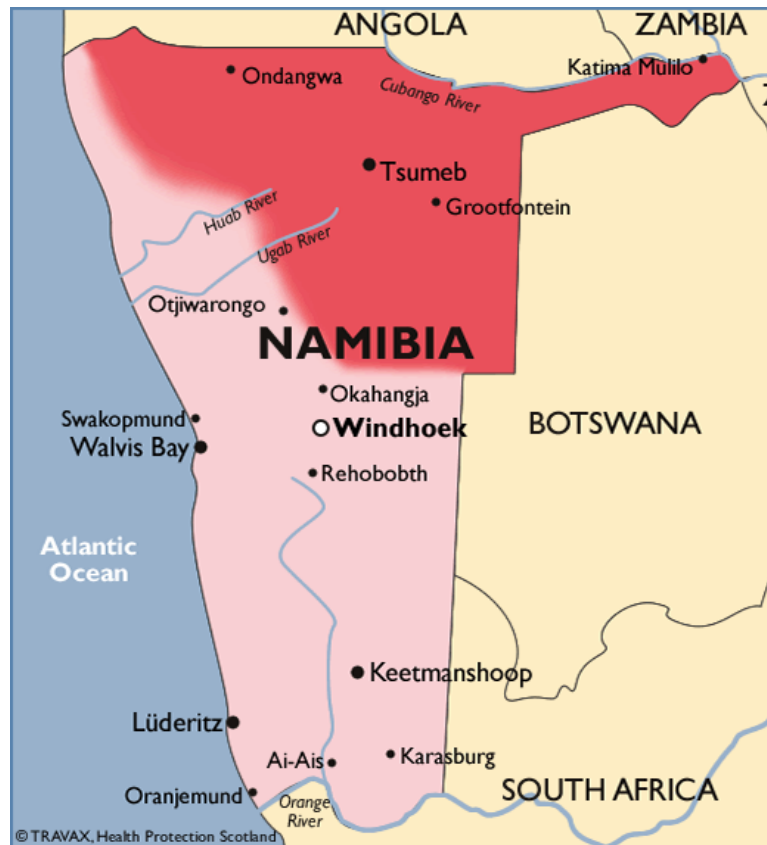 ANGOLA
ZAMBIA
Katima Mulilo
Ondangwa
Cubango River
Z
Tsumeb
Grootfontein
Huab River
Ugab River
Otjiwarongo
NAMIBIA
Okahangja
Swakopmund
Windhoek
BOTSWANA
Walvis Bay
Rehobobth
Atlantic
Ocean
Keetmanshoop
Lüderitz
Ai-Ais
Karasburg
Oranjemund
Orange
River
SOUTH AFRICA
© TRAVAX, Health Protection Scotland